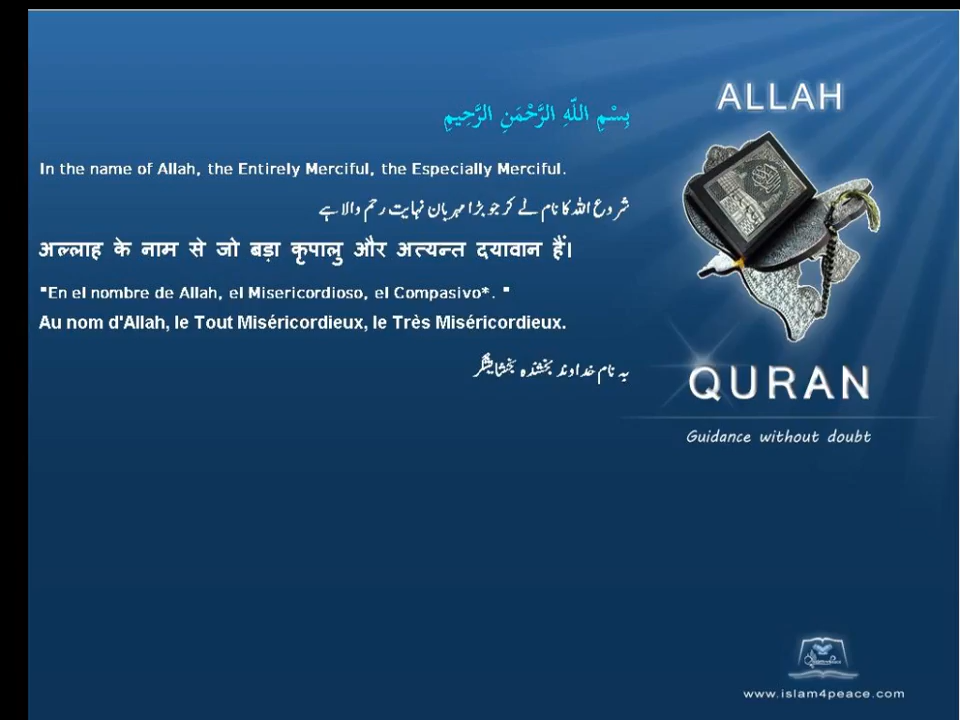 بِسْمِ اللَّهِ الرَّحْمَنِ الرَّحِيمِ
In the name of Allah, the Entirely Merciful, the Especially Merciful.
شروع الله کا نام لے کر جو بڑا مہربان نہایت رحم والا ہے
अल्लाह के नाम से जो बड़ा कृपालु और अत्यन्त दयावान हैं।
"En el nombre de Allah, el Misericordioso, el Compasivo*. "
Au nom d'Allah, le Tout Miséricordieux, le Très Miséricordieux.
به نام خداوند بخشنده بخشایشگر
ALLAH
QURAN
Guidance without doubt
www.islam4peace.com